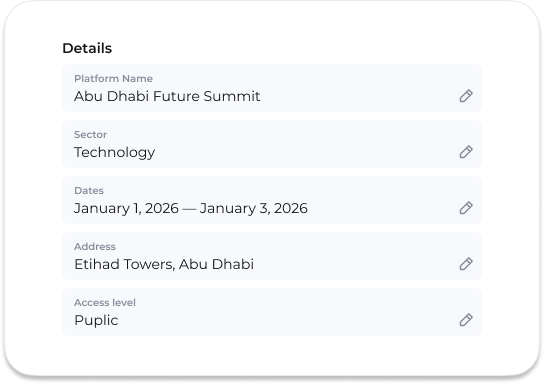 Details
Platform Name
Abu Dhabi Future Summit
Sector
Technology
Dates
January 1, 2026 — January 3, 2026
Address
Etihad Towers, Abu Dhabi
Access level
Puplic